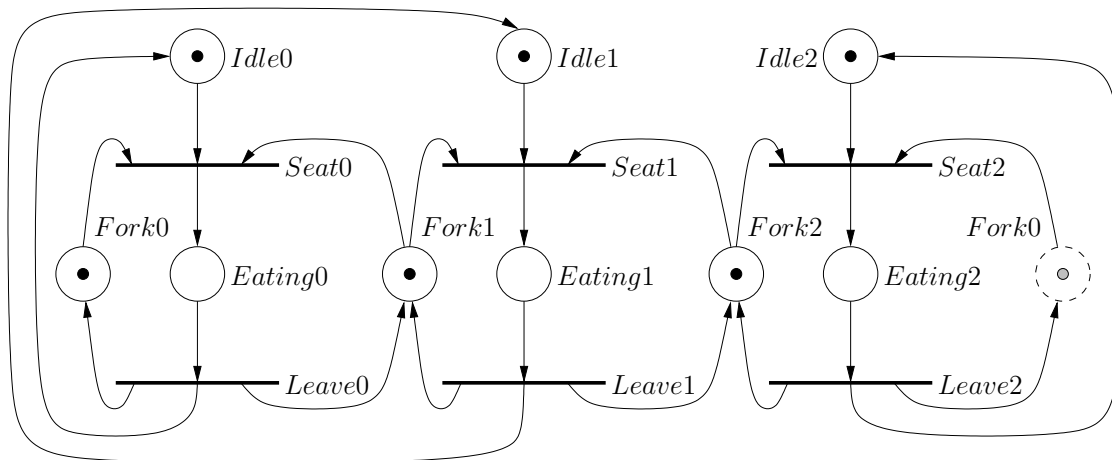 Idle0
Idle1
Idle2
Seat0
Seat1
Seat2
Fork0
Fork1
Fork2
Fork0
Eating0
Eating1
Eating2
Leave0
Leave1
Leave2